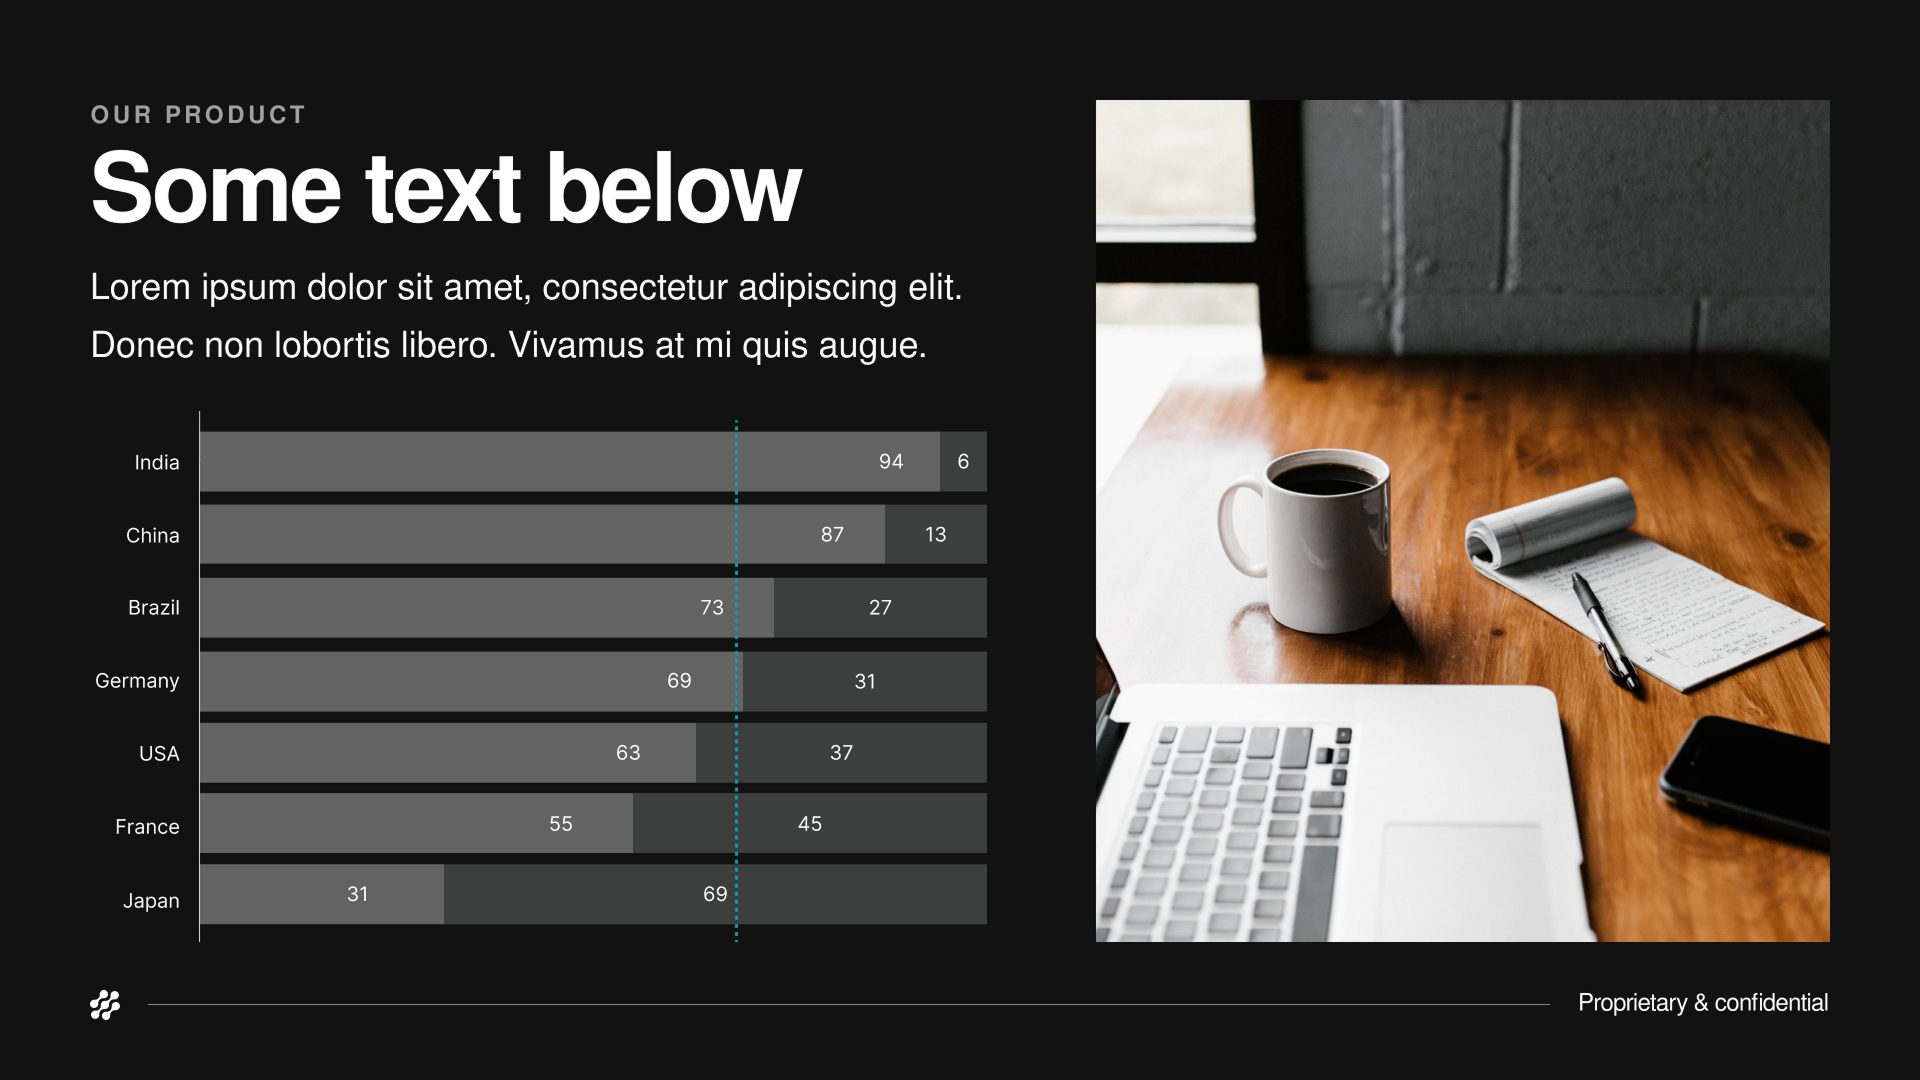 OUR PRODUCT
Some text below
Lorem ipsum dolor sit amet, consectetur adipiscing elit.
Donec non lobortis libero. Vivamus at mi quis augue.
India 94 6
China 87 13
Brazil 73 27
Germany 69 31
USA 63 37
France 55 45
Japan 31 69
Proprietary & confidential